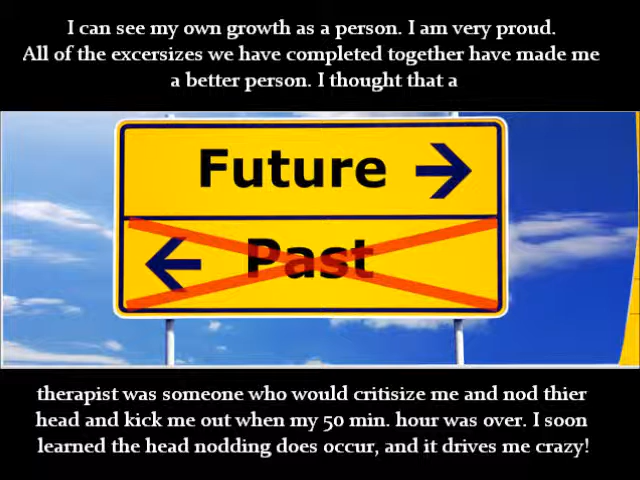 I can see my own growth as a person. I am very proud.
All of the excersizes we have completed together have made me
a better person. I thought that a
Future
Past
therapist was someone who would critisize me and nod thier
head and kick me out when my 50 min. hour was over. I soon
learned the head nodding does occur, and it drives me crazy!